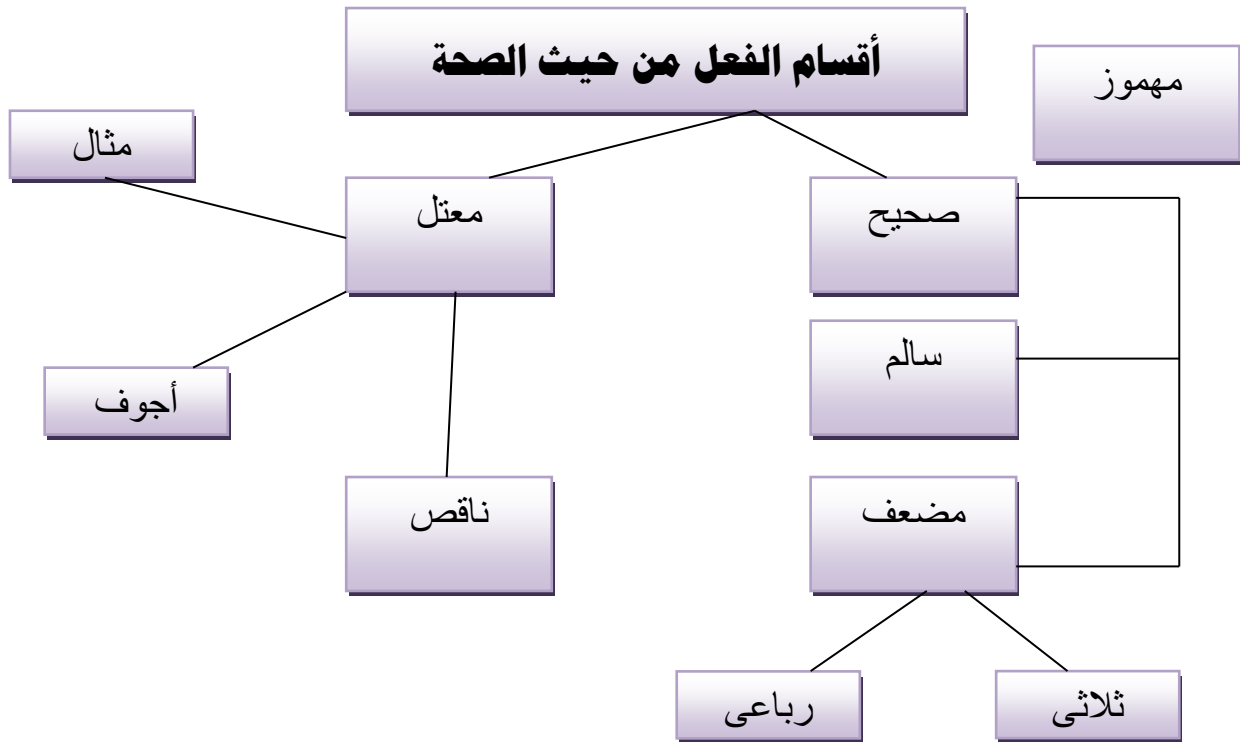 أقسام الفعل من حيث الصحة
مهموز
مثال
معتل
صحيح
سالم
أجوف
ناقص
مضعف
رباعى
ثلاثى